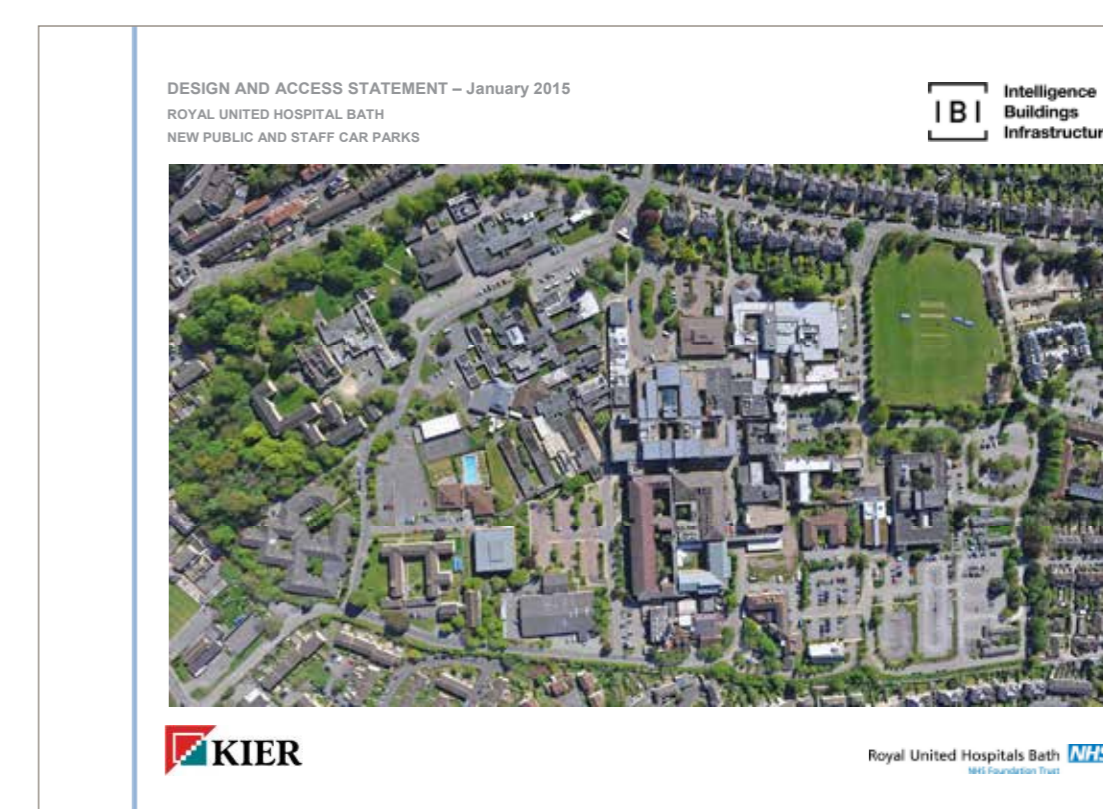 DESIGN AND ACCESS STATEMENT – January 2015
ROYAL UNITED HOSPITAL BATH
NEW PUBLIC AND STAFF CAR PARKS
IBI
Intelligence
Buildings
Infrastructur
KIER
Royal United Hospitals Bath NHS
NHS Foundation Trust